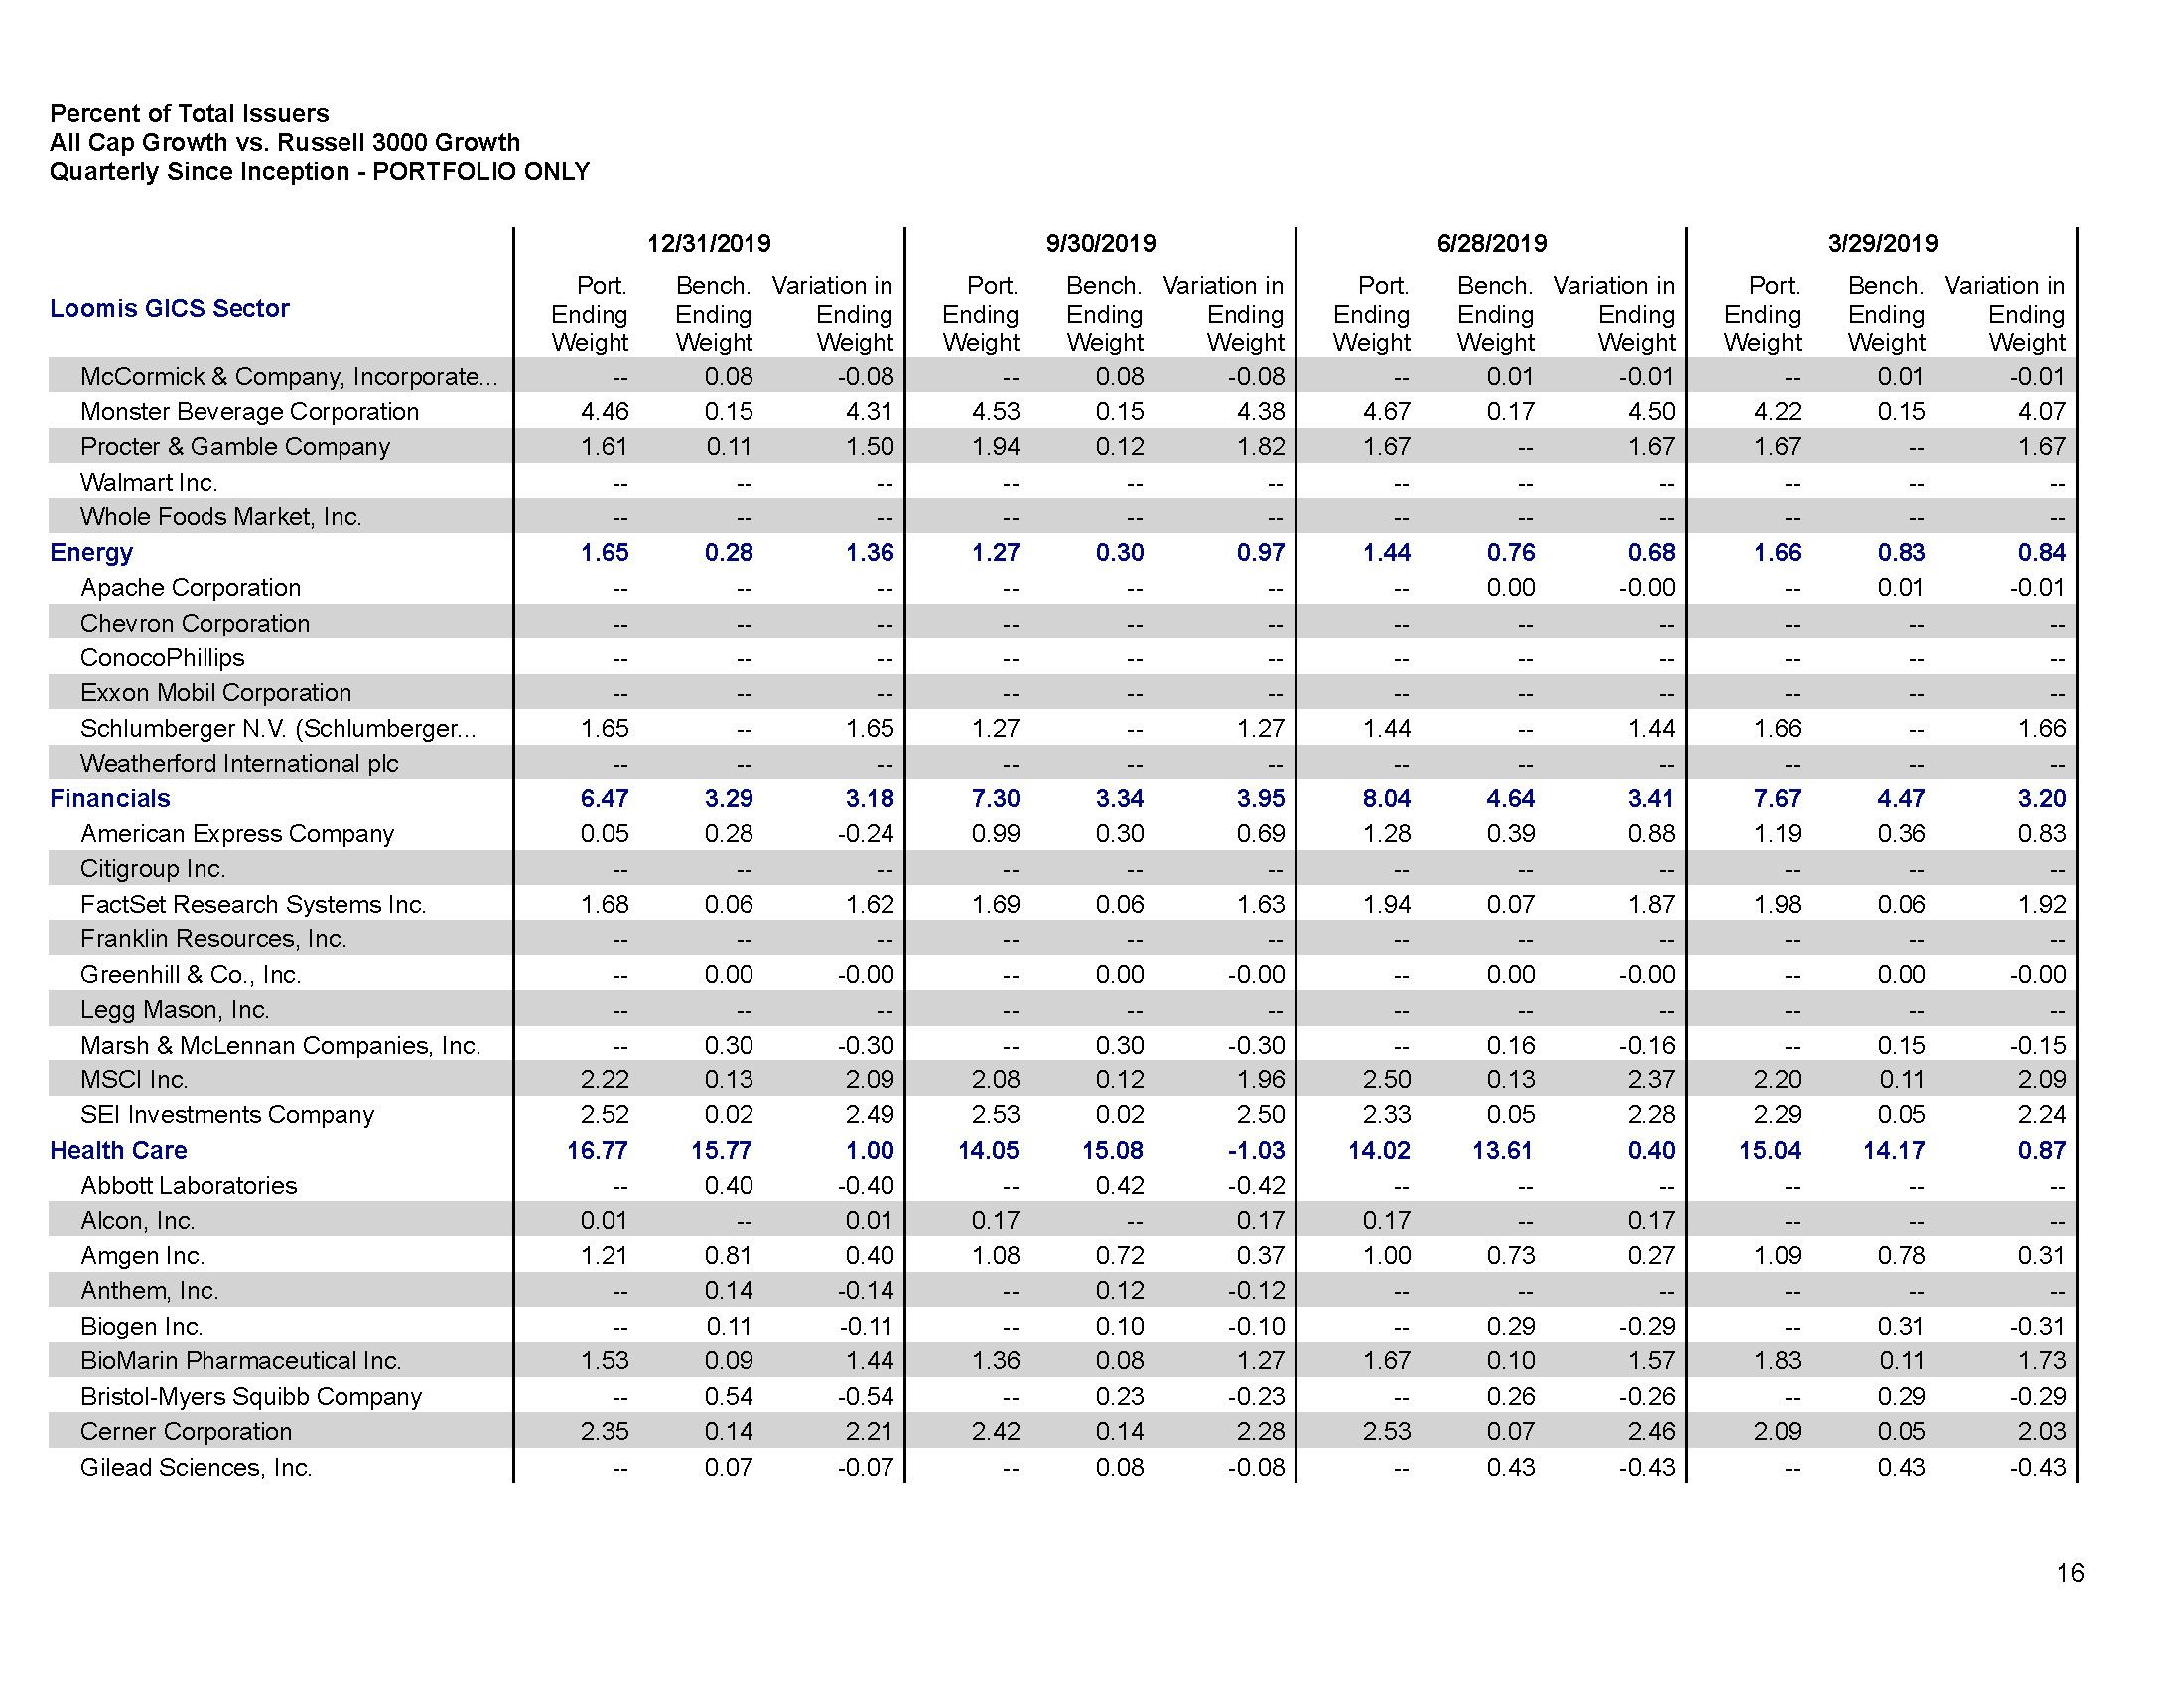 Percent of Total Issuers
All Cap Growth vs. Russell 3000 Growth
Quarterly Since Inception - PORTFOLIO ONLY
12/31/2019 9/30/2019 6/28/2019 3/29/2019
Loomis GICS Sector
Port. Bench. Variation in Port. Bench. Variation in Port. Bench. Variation in Port. Bench. Variation in
Ending Ending Ending Ending Ending Ending Ending Ending Ending Ending Ending Ending
Weight Weight Weight Weight Weight Weight Weight Weight Weight Weight Weight Weight
McCormick & Company, Incorporate... -- 0.08 -0.08 -- 0.08 -0.08 -- 0.01 -0.01 -- 0.01 -0.01
Monster Beverage Corporation 4.46 0.15 4.31 4.53 0.15 4.38 4.67 0.17 4.50 4.22 0.15 4.07
Procter & Gamble Company 1.61 0.11 1.50 1.94 0.12 1.82 1.67 -- 1.67 1.67 -- 1.67
Walmart Inc. -- -- -- -- -- -- -- -- -- -- -- --
Whole Foods Market, Inc. -- -- -- -- -- -- -- -- -- -- -- --
Energy 1.65 0.28 1.36 1.27 0.30 0.97 1.44 0.76 0.68 1.66 0.83 0.84
Apache Corporation -- -- -- -- -- -- -- 0.00 -0.00 -- 0.01 -0.01
Chevron Corporation -- -- -- -- -- -- -- -- -- -- -- --
ConocoPhillips -- -- -- -- -- -- -- -- -- -- -- --
Exxon Mobil Corporation -- -- -- -- -- -- -- -- -- -- -- --
Schlumberger N.V. (Schlumberger... 1.65 -- 1.65 1.27 -- 1.27 1.44 -- 1.44 1.66 -- 1.66
Weatherford International plc -- -- -- -- -- -- -- -- -- -- -- --
Financials 6.47 3.29 3.18 7.30 3.34 3.95 8.04 4.64 3.41 7.67 4.47 3.20
American Express Company 0.05 0.28 -0.24 0.99 0.30 0.69 1.28 0.39 0.88 1.19 0.36 0.83
Citigroup Inc. -- -- -- -- -- -- -- -- -- -- -- --
FactSet Research Systems Inc. 1.68 0.06 1.62 1.69 0.06 1.63 1.94 0.07 1.87 1.98 0.06 1.92
Franklin Resources, Inc. -- -- -- -- -- -- -- -- -- -- -- --
Greenhill & Co., Inc. -- 0.00 -0.00 -- 0.00 -0.00 -- 0.00 -0.00 -- 0.00 -0.00
Legg Mason, Inc. -- -- -- -- -- -- -- -- -- -- -- --
Marsh & McLennan Companies, Inc. -- 0.30 -0.30 -- 0.30 -0.30 -- 0.16 -0.16 -- 0.15 -0.15
MSCI Inc. 2.22 0.13 2.09 2.08 0.12 1.96 2.50 0.13 2.37 2.20 0.11 2.09
SEI Investments Company 2.52 0.02 2.49 2.53 0.02 2.50 2.33 0.05 2.28 2.29 0.05 2.24
Health Care 16.77 15.77 1.00 14.05 15.08 -1.03 14.02 13.61 0.40 15.04 14.17 0.87
Abbott Laboratories -- 0.40 -0.40 -- 0.42 -0.42 -- -- -- -- -- --
Alcon, Inc. 0.01 -- 0.01 0.17 -- 0.17 0.17 -- 0.17 -- -- --
Amgen Inc. 1.21 0.81 0.40 1.08 0.72 0.37 1.00 0.73 0.27 1.09 0.78 0.31
Anthem, Inc. -- 0.14 -0.14 -- 0.12 -0.12 -- -- -- -- -- --
Biogen Inc. -- 0.11 -0.11 -- 0.10 -0.10 -- 0.29 -0.29 -- 0.31 -0.31
BioMarin Pharmaceutical Inc. 1.53 0.09 1.44 1.36 0.08 1.27 1.67 0.10 1.57 1.83 0.11 1.73
Bristol-Myers Squibb Company -- 0.54 -0.54 -- 0.23 -0.23 -- 0.26 -0.26 -- 0.29 -0.29
Cerner Corporation 2.35 0.14 2.21 2.42 0.14 2.28 2.53 0.07 2.46 2.09 0.05 2.03
Gilead Sciences, Inc. -- 0.07 -0.07 -- 0.08 -0.08 -- 0.43 -0.43 -- 0.43 -0.43
16